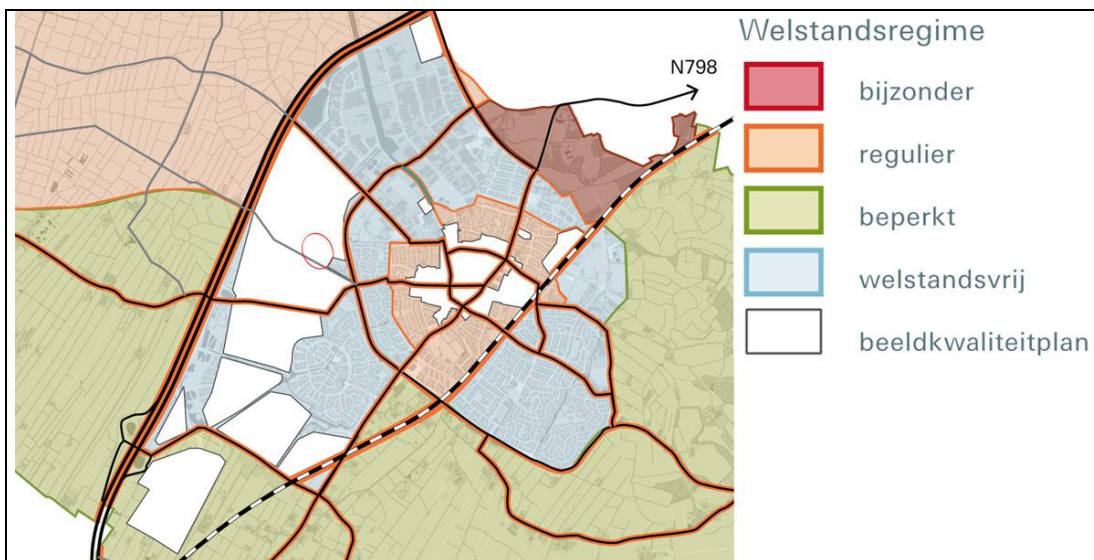 Welstandsregime
N798
bijzonder
regulier
beperkt
welstandsvrij
beeldkwaliteitplan